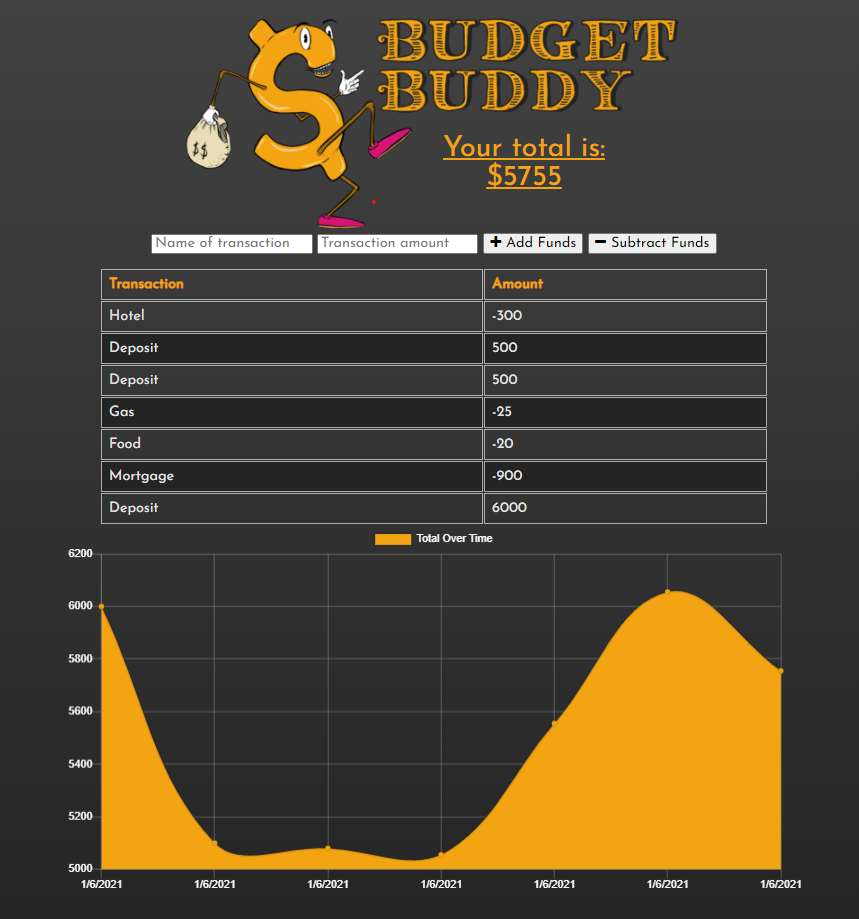 BUDGET
BUDDY
Your total is:
$5755
$$
Name of transaction Transaction amount + Add Funds − Subtract Funds
Transaction Amount
Hotel -300
Deposit 500
Deposit 500
Gas -25
Food -20
Mortgage -900
Deposit 6000
Total Over Time
6200
6000
5800
5600
5400
5200
5000
1/6/2021 1/6/2021 1/6/2021 1/6/2021 1/6/2021 1/6/2021 1/6/2021